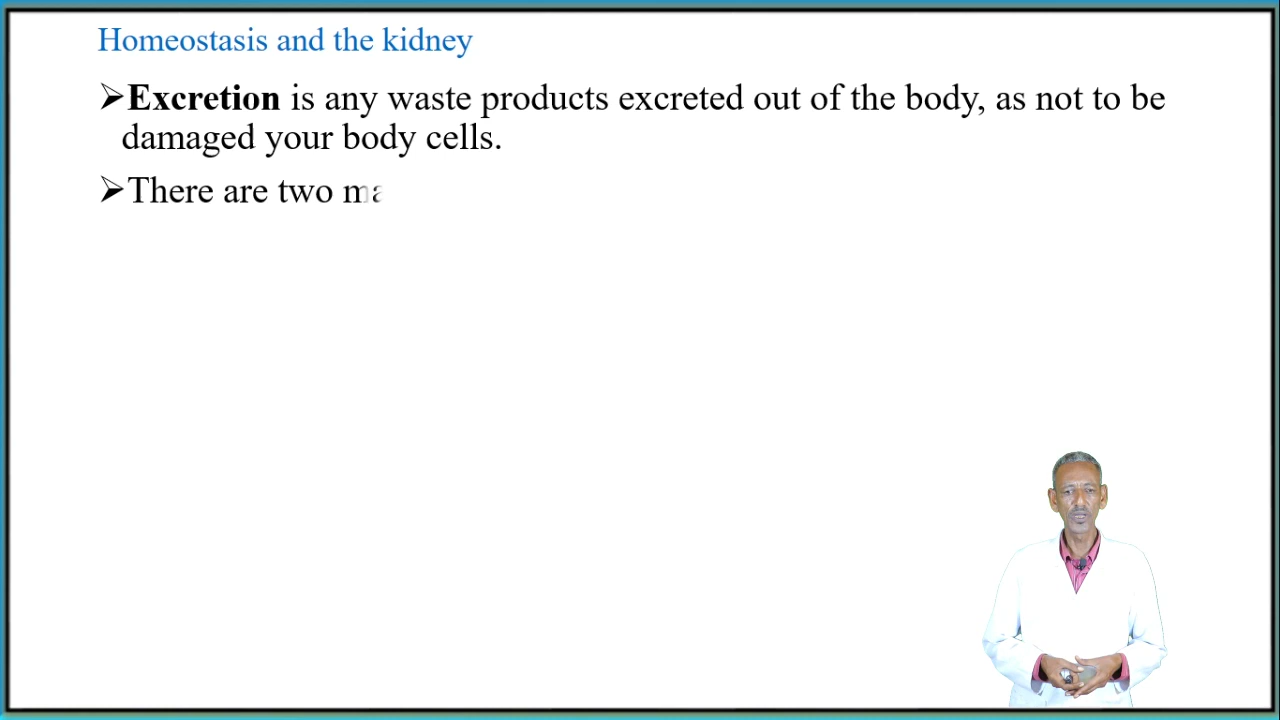 Homeostasis and the kidney
➢Excretion is any waste products excreted out of the body, as not to be
damaged your body cells.
➢There are two